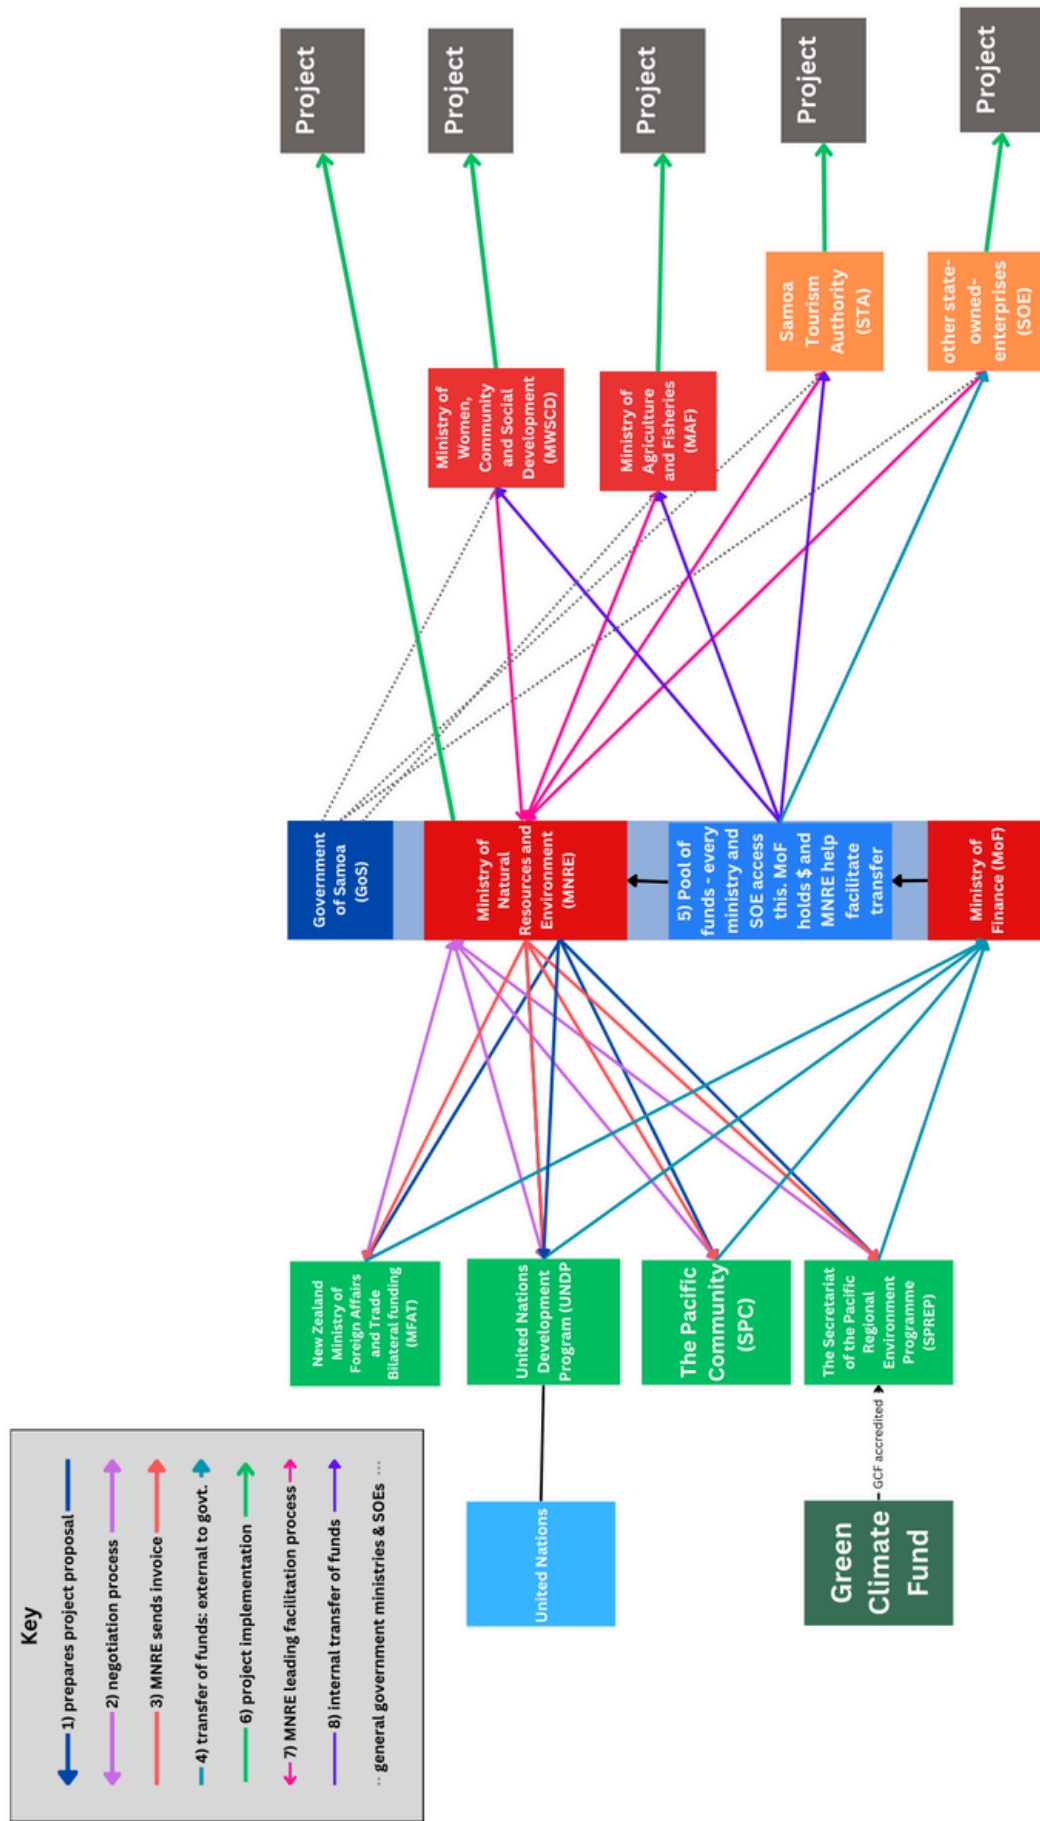 Key
1) prepares project proposal
2) negotiation process
3) MNRE sends invoice
4) transfer of funds: external to govt.
6) project implementation
7) MNRE leading facilitation process
8) internal transfer of funds
general government ministries & SOEs
United Nations
Green
Climate
Fund
GCF accredited
New Zealand
Ministry of
Foreign Affairs
and Trade
Bilateral funding
(MFAT)
United Nations
Development
Program (UNDP
The Pacific
Community
(SPC)
The Secretariat
of the Pacific
Regional
Environment
Programme
(SPREP)
Government
of Samoa
(GoS)
Ministry of
Natural
Resources and
Environment
(MNRE)
5) Pool of
funds - every
ministry and
SOE access
this. MoF
holds $ and
MNRE help
facilitate
transfer
Ministry of
Finance (MoF)
Ministry of
Women,
Community
and Social
Development
(MWSCD)
Ministry of
Agriculture
and Fisheries
(MAF)
Samoa
Tourism
Authority
(STA)
other state-
owned-
enterprises
(SOE)
Project
Project
Project
Project
Project